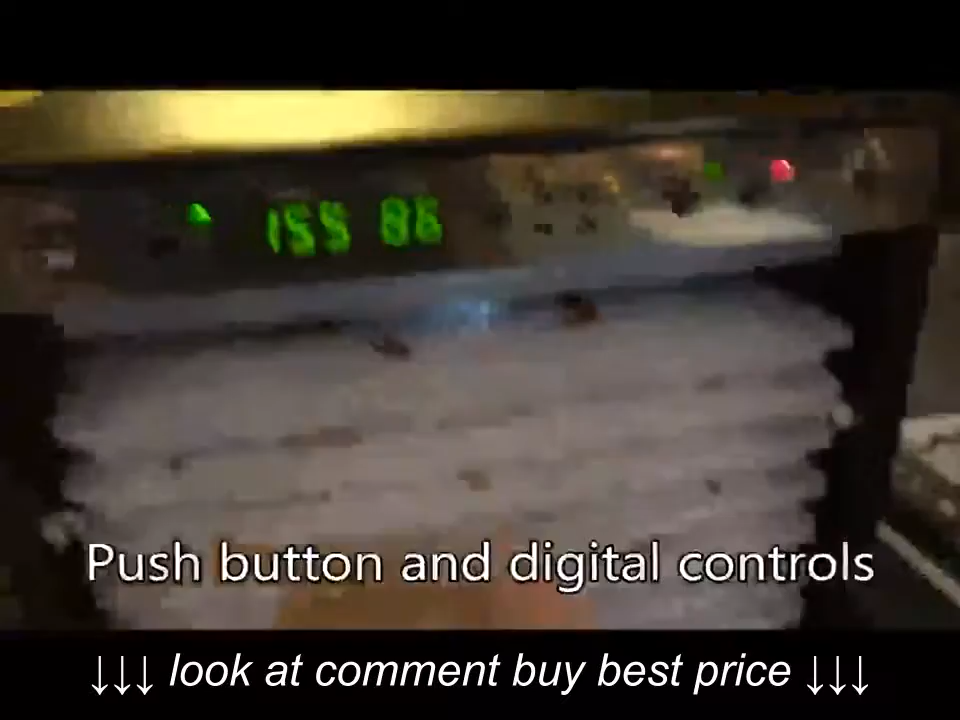 155 86
Push button and digital controls
↓↓↓ look at comment buy best price ↓↓↓